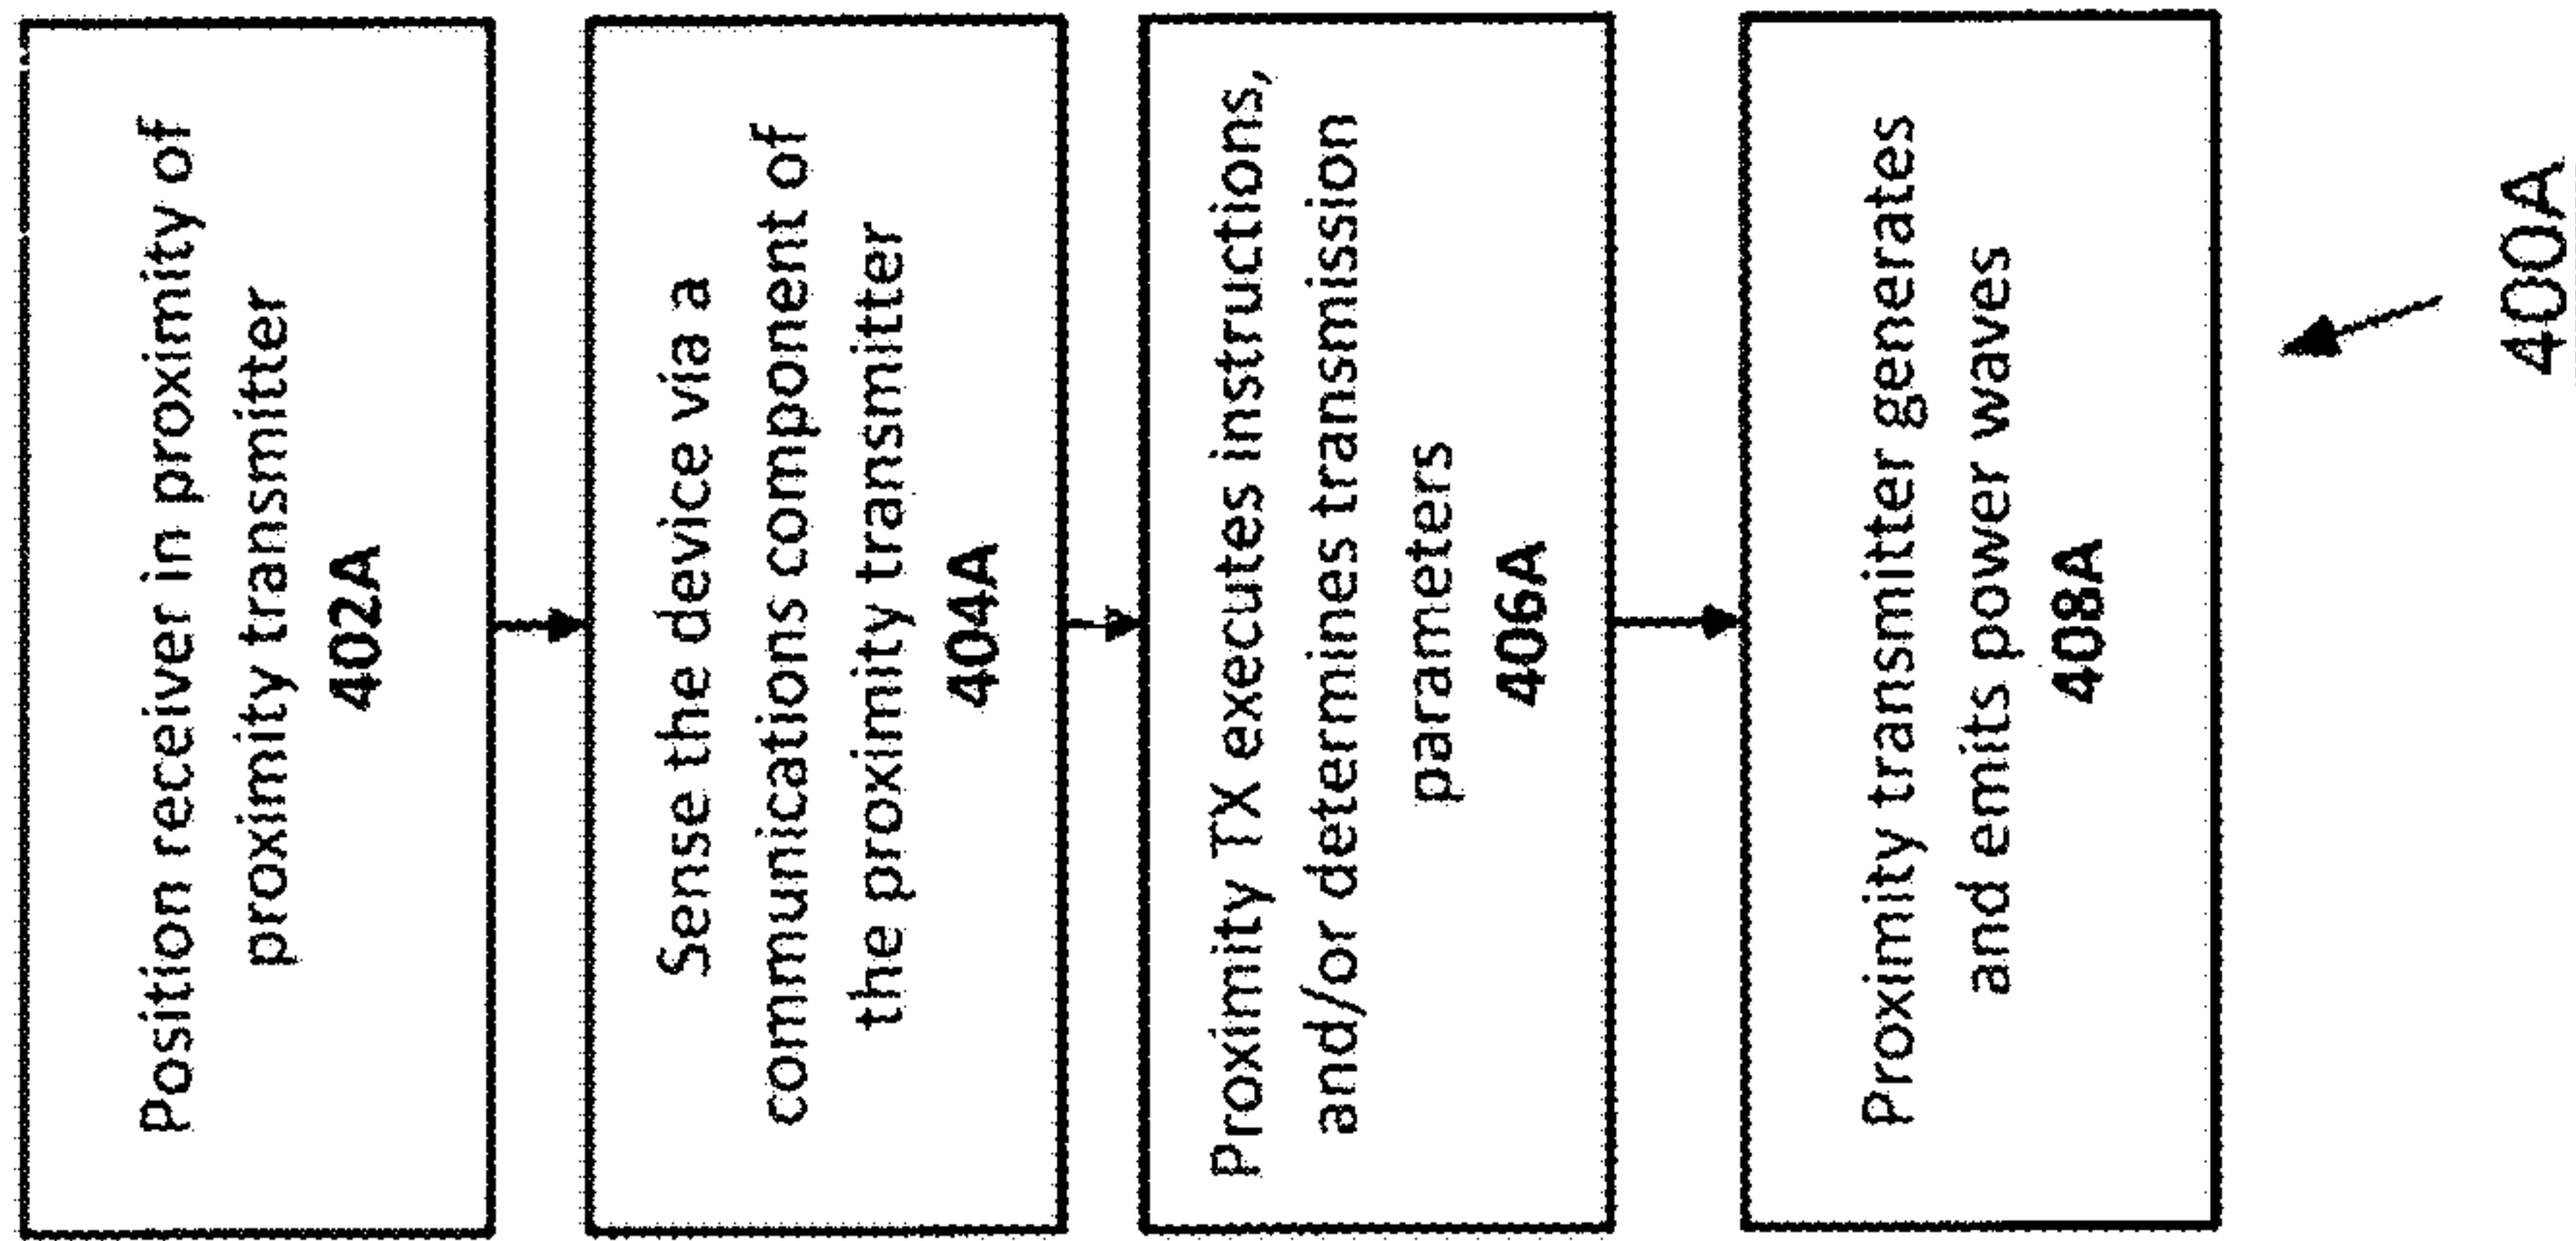 Position receiver in proximity of
proximity transmitter
402A
Sense the device via a
communications component of
the proximity transmitter
404A
Proximity TX executes instructions,
and/or determines transmission
parameters
406A
Proximity transmitter generates
and emits power waves
408A
400A